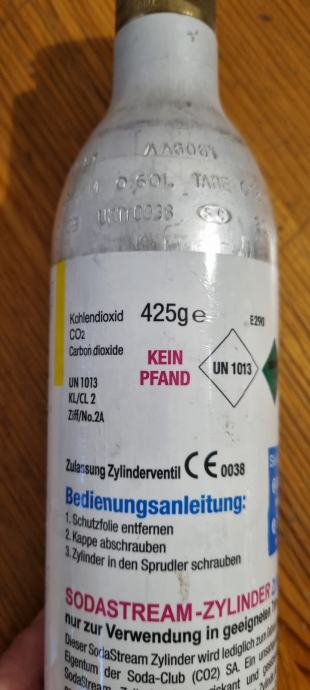 0.60L TARE
0038
Kohlendioxid 425g e E290
CO2
Carbon dioxide
KEIN
PFAND
UN 1013
UN 1013
KL/CL 2
Ziff/No.2A
Zulassung Zylinderventil CE 0038
Bedienungsanleitung:
1. Schutzfolie entfernen
2. Kappe abschrauben
3. Zylinder in den Sprudler schrauben
SODASTREAM-ZYLINDER
nur zur Verwendung in geeigneten
Dieser SodaStream Zylinder wird lediglich zum
Eigentum der Soda-Club (CO2) SA. Ein
SodaStream